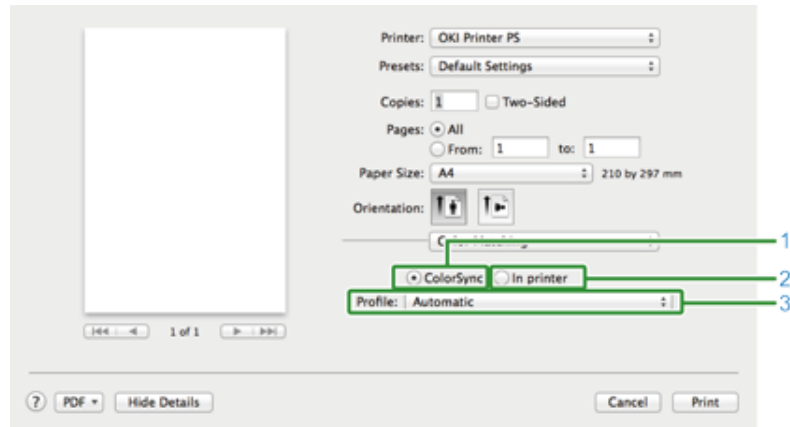 Printer: OKI Printer PS
Presets: Default Settings
Copies: 1 Two-Sided
Pages: All
From: 1 to: 1
Paper Size: A4 210 by 297 mm
Orientation:
1
ColorSync In printer 2
Profile: Automatic 3
1 of 1
? PDF Hide Details Cancel Print